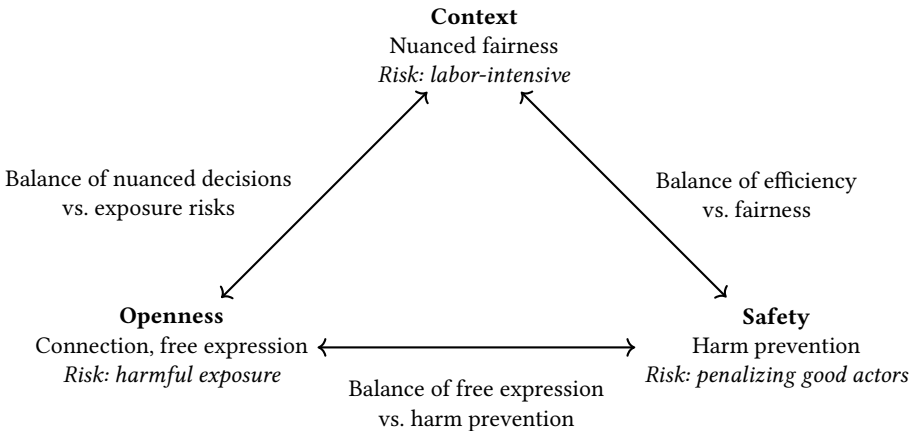 Context
Nuanced fairness
Risk: labor-intensive
Balance of nuanced decisions
vs. exposure risks
Balance of efficiency
vs. fairness
Openness
Connection, free expression
Risk: harmful exposure
Safety
Harm prevention
Risk: penalizing good actors
Balance of free expression
vs. harm prevention